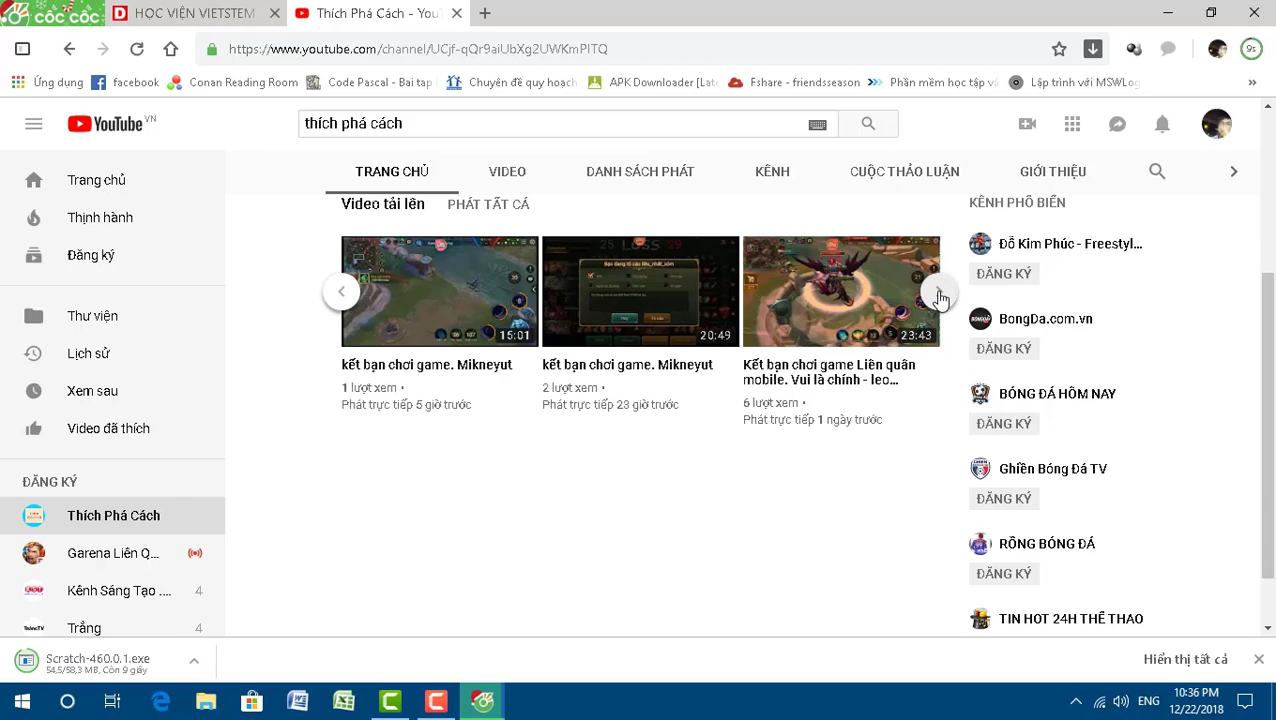 cốc cốc
HỌC VIỆN VIETSTEM
Thích Phá Cách - You
https://www.youtube.com/channel/UCjf-qQr9aiUbXg2UWKmPlTQ
9s
Ứng dụng
facebook
Conan Reading Room
Code Pascal - Bai tap
Chuyên đề quy hoạch
APK Downloader [Late
Fshare - friendsseason
Phần mềm học tập và
Lập trình với MSWLog
YouTube VN
thích phá cách
Trang chủ
Thịnh hành
Đăng ký
Thư viện
Lịch sử
Xem sau
Video đã thích
ĐĂNG KÝ
Thích Phá Cách
Garena Liên Q...
Kênh Sáng Tạo .... 4
Trắng 4
TRANG CHỦ
VIDEO
DANH SÁCH PHÁT
KÊNH
CUỘC THẢO LUẬN
GIỚI THIỆU
Video tải lên
PHÁT TẤT CẢ
15:01
kết bạn chơi game. Mikneyut
1 lượt xem •
Phát trực tiếp 5 giờ trước
25 LOSS 29
20:49
kết bạn chơi game. Mikneyut
2 lượt xem •
Phát trực tiếp 23 giờ trước
23:43
Kết bạn chơi game Liên quân
mobile. Vui là chính - leo...
6 lượt xem •
Phát trực tiếp 1 ngày trước
KÊNH PHỔ BIẾN
Đỗ Kim Phúc - Freestyl...
ĐĂNG KÝ
BongDa.com.vn
ĐĂNG KÝ
BÓNG ĐÁ HÔM NAY
ĐĂNG KÝ
Ghiền Bóng Đá TV
ĐĂNG KÝ
RỒNG BÓNG ĐÁ
ĐĂNG KÝ
TIN HOT 24H THỂ THAO
Scratch-460.0.1.exe
54,5/58,3 MB, Còn 9 giây
Hiển thị tất cả
ENG
10:36 PM
12/22/2018